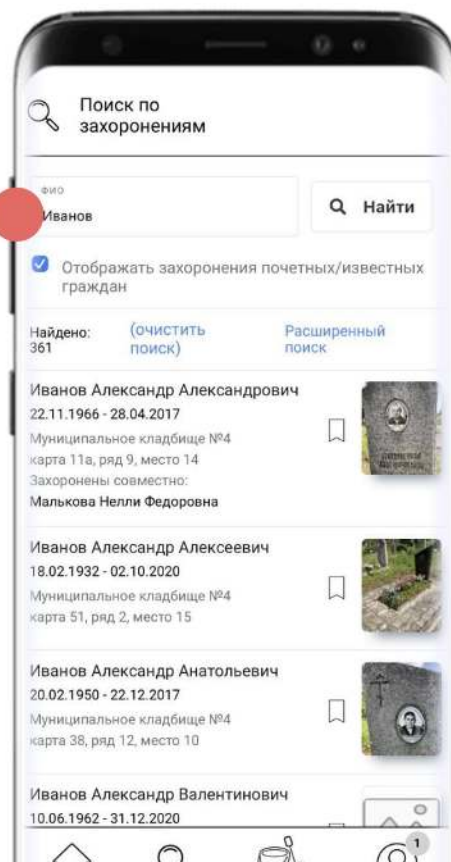 Поиск по
захоронениям
ФИО
Иванов
Найти
Отображать захоронения почетных/известных
граждан
Найдено:
361
(очистить
поиск)
Расширенный
поиск
Иванов Александр Александрович
22.11.1966 - 28.04.2017
Муниципальное кладбище №4
карта 11а, ряд 9, место 14
Захоронены совместно:
Малькова Нелли Федоровна
Иванов Александр Алексеевич
18.02.1932 - 02.10.2020
Муниципальное кладбище №4
карта 51, ряд 2, место 15
Иванов Александр Анатольевич
20.02.1950 - 22.12.2017
Муниципальное кладбище №4
карта 38, ряд 12, место 10
Иванов Александр Валентинович
10.06.1962 - 31.12.2020
1